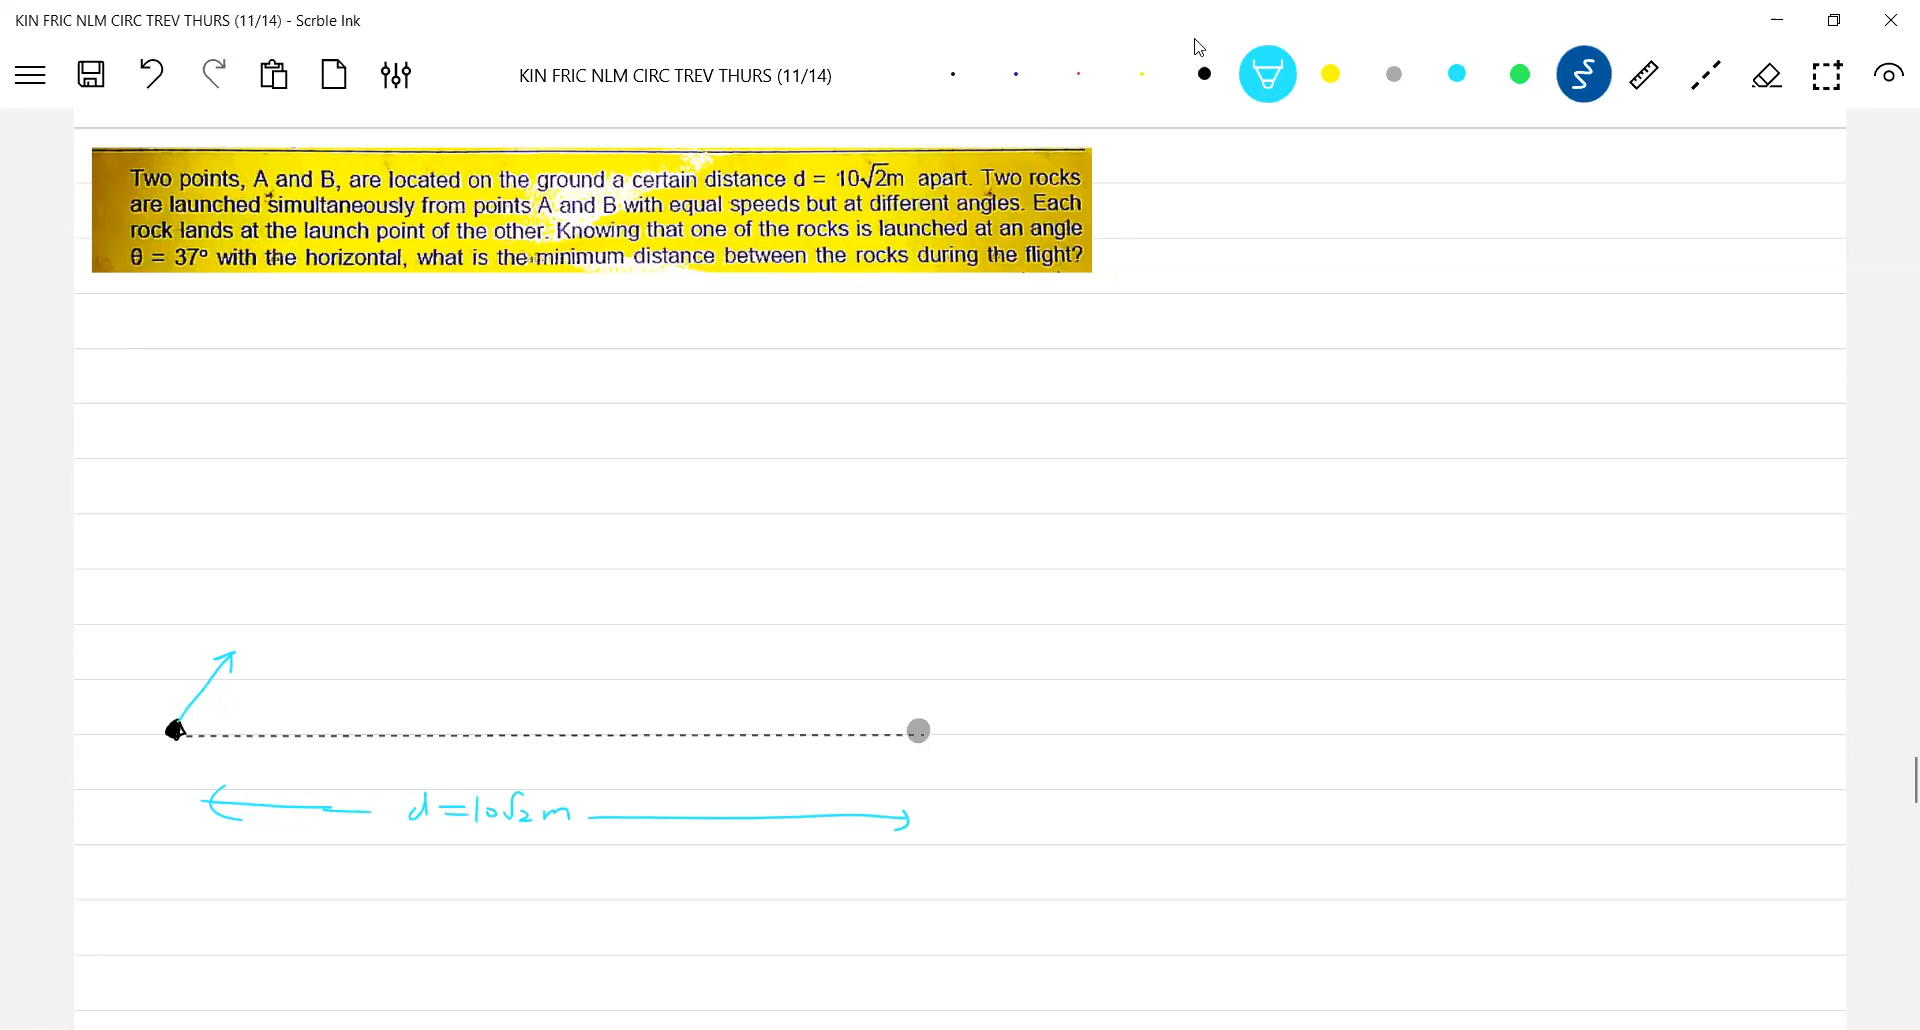 KIN FRIC NLM CIRC TREV THURS (11/14) - Scrble Ink
KIN FRIC NLM CIRC TREV THURS (11/14)
Two points, A and B, are located on the ground a certain distance d = 10√2m apart. Two rocks
are launched simultaneously from points A and B with equal speeds but at different angles. Each
rock lands at the launch point of the other. Knowing that one of the rocks is launched at an angle
θ = 37° with the horizontal, what is the minimum distance between the rocks during the flight?
d = 10√2 m